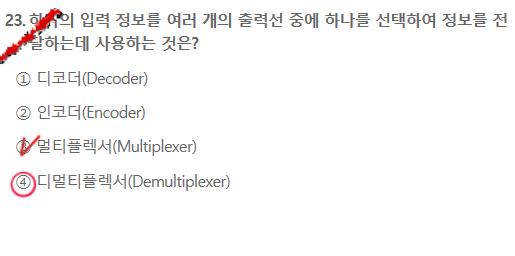 23. 하나의 입력 정보를 여러 개의 출력선 중에 하나를 선택하여 정보를 전
달하는데 사용하는 것은?
① 디코더(Decoder)
② 인코더(Encoder)
③ 멀티플렉서(Multiplexer)
④ 디멀티플렉서(Demultiplexer)